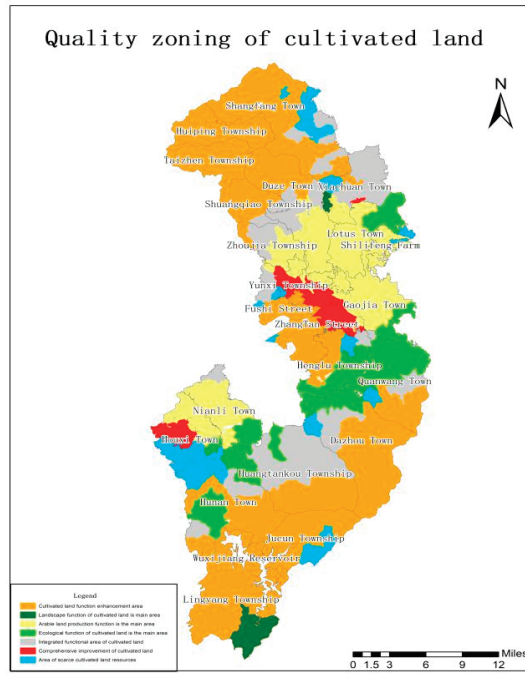 Quality zoning of cultivated land
N
Shangfang Town
Huiping Township
Taizhen Township
Duze Town
Xiachuan Town
Shuangqiao Township
Lotus Town
Zhoujia Township
Shilifeng Farm
Yunxi Township
Gaojia Town
Fushi Street
ZhangTan Street
Henglu Township
Quanwang Town
Nianli Town
Houxi Town
Dazhou Town
Huangtankou Township
Hunan Town
Jucun Township
Wuxijiang Reservoir
Lingyang Township
Legend
Cultivated land function enhancement area
Landscape function of cultivated land is main area
Arable land production function is the main area
Ecological function of cultivated land is the main area
Integrated functional area of cultivated land
Comprehensive improvement of cultivated land
Area of scarce cultivated land resources
Miles
0 1.5 3 6 9 12